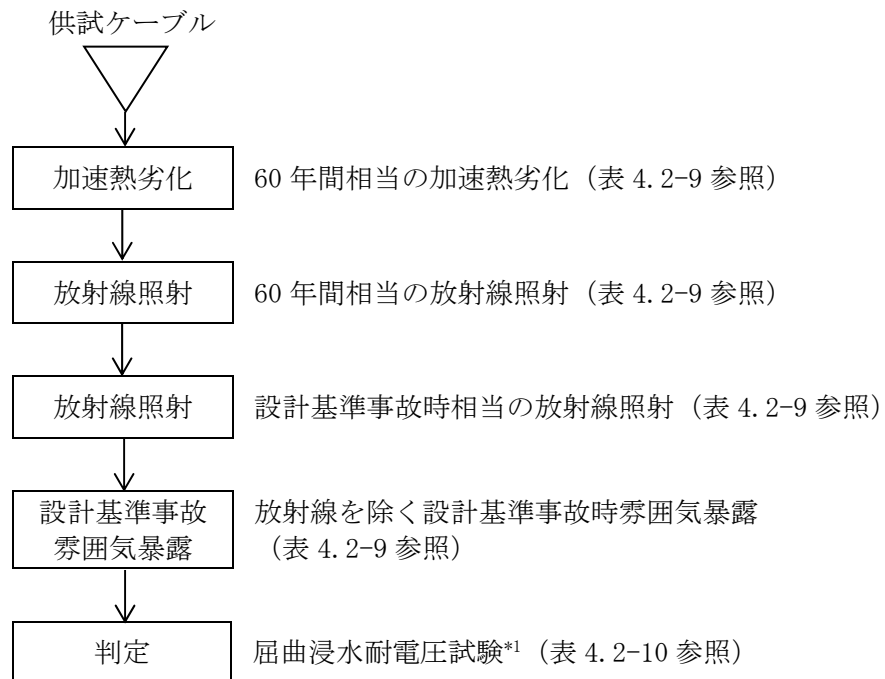 供試ケーブル
加速熱劣化 60 年間相当の加速熱劣化（表 4.2-9 参照）
放射線照射 60 年間相当の放射線照射（表 4.2-9 参照）
放射線照射 設計基準事故時相当の放射線照射（表 4.2-9 参照）
設計基準事故 放射線を除く設計基準事故時雰囲気暴露
雰囲気暴露 （表 4.2-9 参照）
判定 屈曲浸水耐電圧試験*1（表 4.2-10 参照）